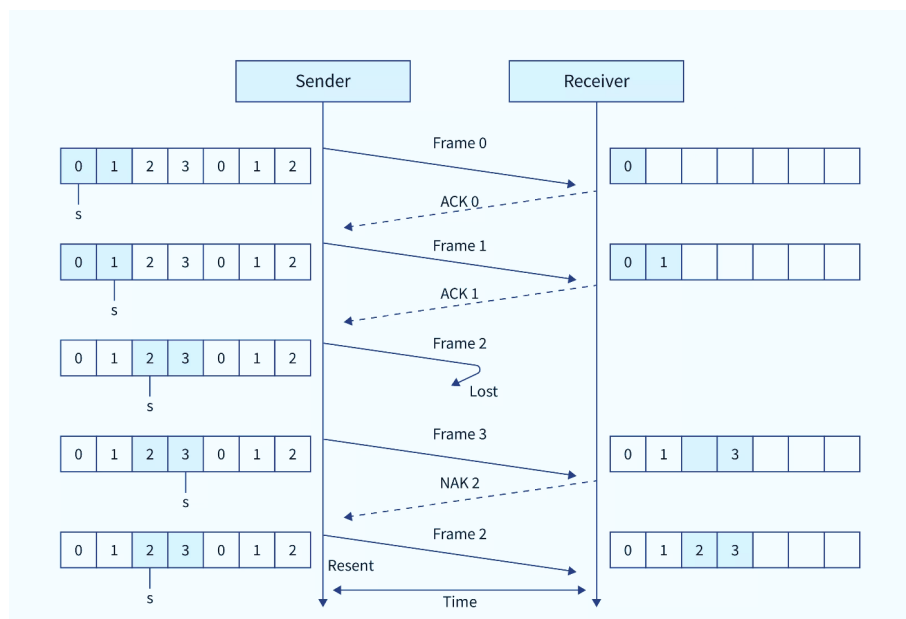 Sender
Receiver
Frame 0
0 1 2 3 0 1 2
0
s
ACK 0
Frame 1
0 1 2 3 0 1 2
0 1
s
ACK 1
Frame 2
0 1 2 3 0 1 2
s
Lost
Frame 3
0 1 2 3 0 1 2
0 1 3
s
NAK 2
Frame 2
0 1 2 3 0 1 2
0 1 2 3
Resent
s
Time